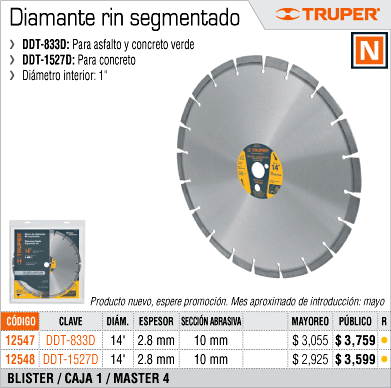 Diamante rin segmentado
TRUPER®
DDT-833D: Para asfalto y concreto verde
DDT-1527D: Para concreto
Diámetro interior: 1"
N
14"
TRUPER
14"
Producto nuevo, espere promoción. Mes aproximado de introducción: mayo
CÓDIGO CLAVE DIÁM. ESPESOR SECCIÓN ABRASIVA MAYOREO PÚBLICO R
12547 DDT-833D 14' 2.8 mm 10 mm $ 3,055 $ 3,759
12548 DDT-1527D 14' 2.8 mm 10 mm $ 2,925 $ 3,599
BLISTER / CAJA 1 / MASTER 4